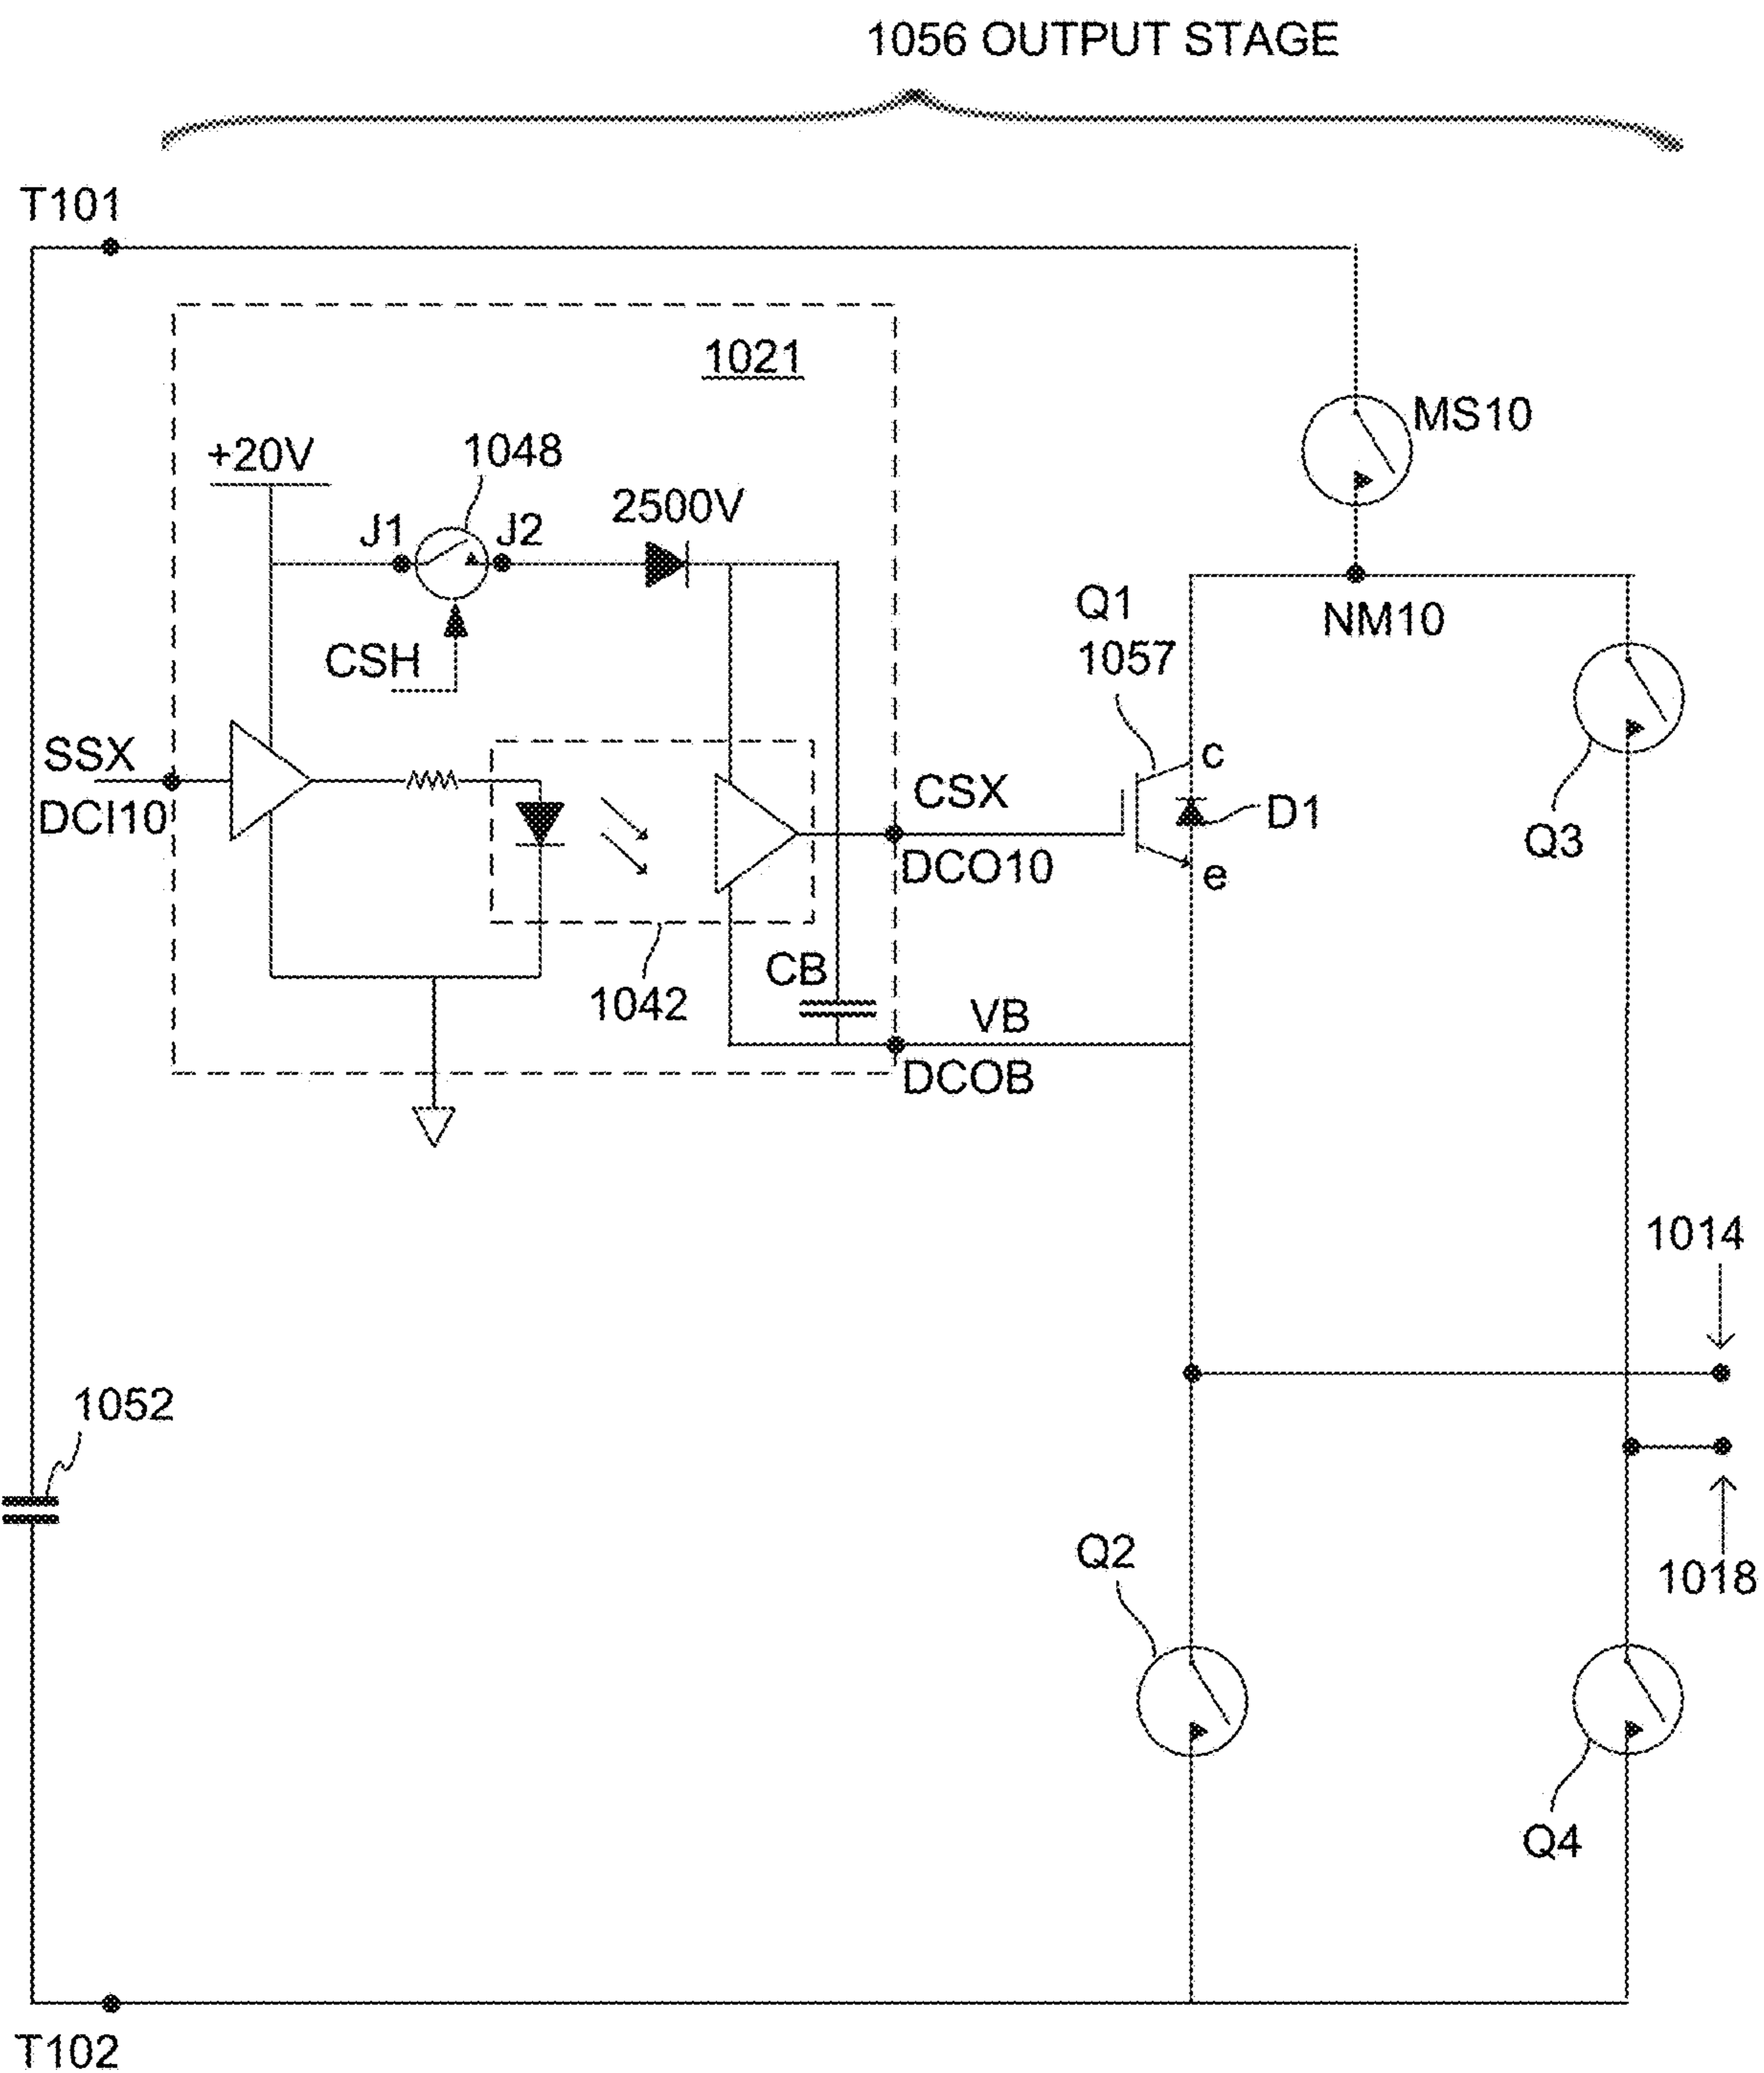 1056 OUTPUT STAGE
T101
1021
MS10
+20V
1048
2500V
J1
J2
Q1
NM10
1057
CSH
c
SSX
CSX
D1
DCI10
Q3
DCO10
e
CB
1042
VB
DCOB
1014
1052
Q2
1018
Q4
T102